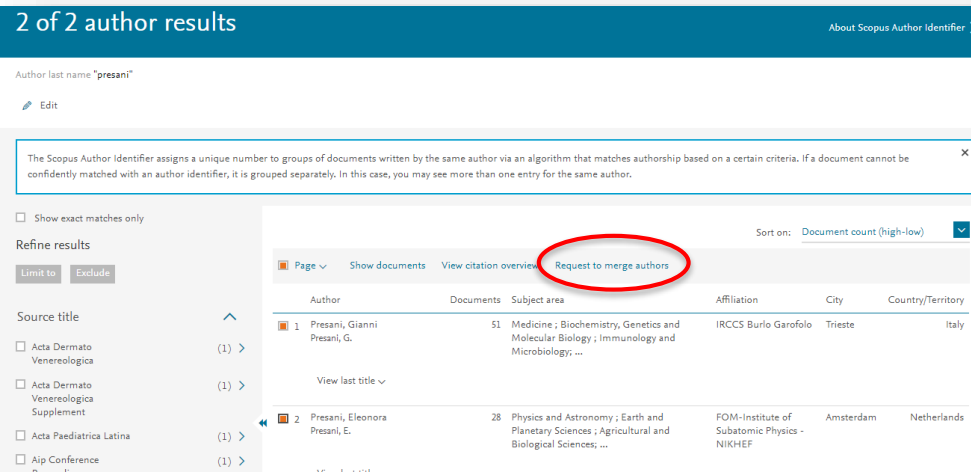 2 of 2 author results
About Scopus Author Identifier
Author last name "presani"
Edit
The Scopus Author Identifier assigns a unique number to groups of documents written by the same author via an algorithm that matches authorship based on a certain criteria. If a document cannot be
confidently matched with an author identifier, it is grouped separately. In this case, you may see more than one entry for the same author.
Show exact matches only
Refine results
Limit to Exclude
Source title
Acta Dermato (1)
Venereologica
Acta Dermato (1)
Venereologica
Supplement
Acta Paediatrica Latina (1)
Aip Conference (1)
Sort on: Document count (high-low)
Page Show documents View citation overview Request to merge authors
Author Documents Subject area Affiliation City Country/Territory
1 Presani, Gianni 51 Medicine ; Biochemistry, Genetics and IRCCS Burlo Garofolo Trieste Italy
Presani, G. Molecular Biology ; Immunology and
Microbiology; ...
View last title
2 Presani, Eleonora 28 Physics and Astronomy ; Earth and FOM-Institute of Amsterdam Netherlands
Presani, E. Planetary Sciences ; Agricultural and Subatomic Physics -
Biological Sciences; ... NIKHEF